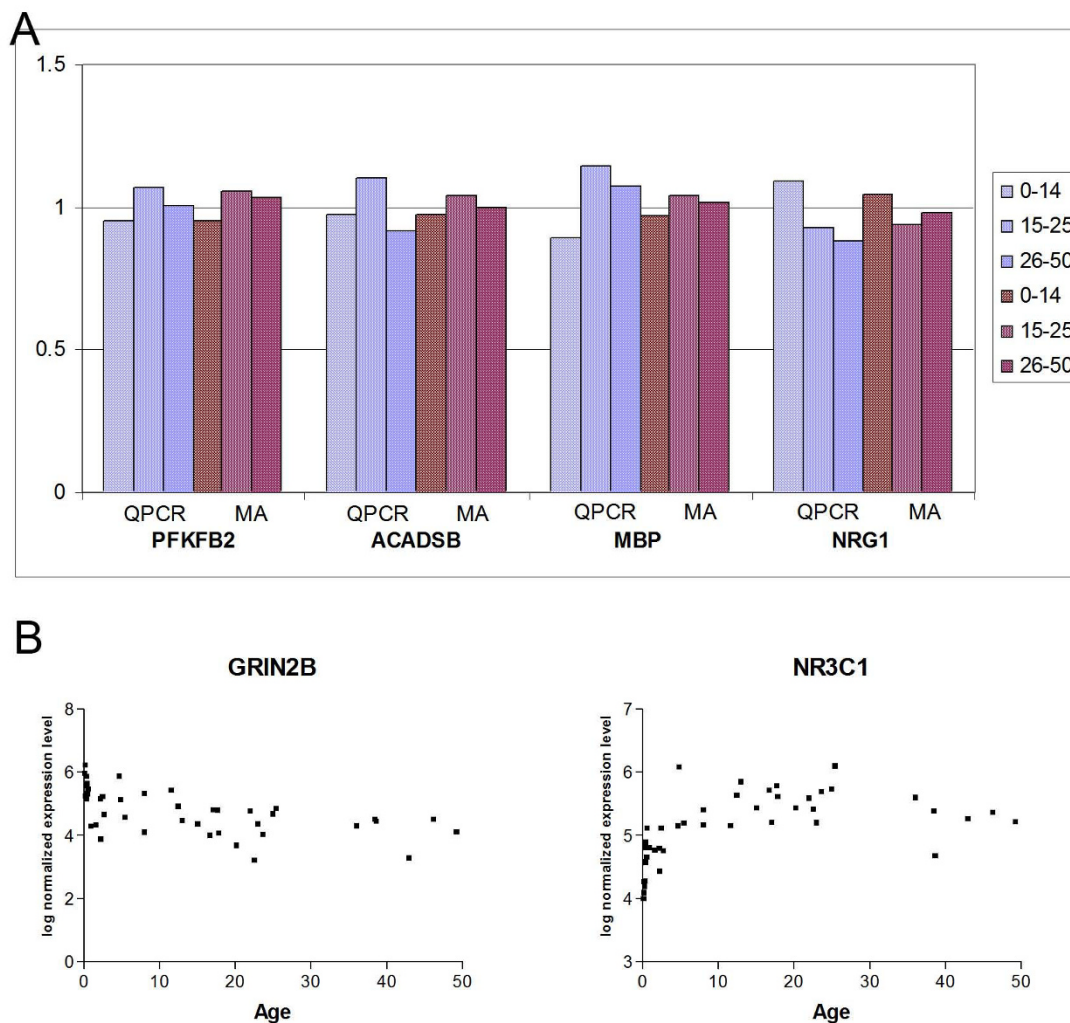 A
1.5
1
0.5
0
QPCR MA QPCR MA QPCR MA QPCR MA
PFKFB2 ACADSB MBP NRG1
0-14
15-25
26-50
0-14
15-25
26-50
B
GRIN2B
log normalized expression level
8
6
4
2
0
0 10 20 30 40 50
Age
NR3C1
log normalized expression level
7
6
5
4
3
0 10 20 30 40 50
Age